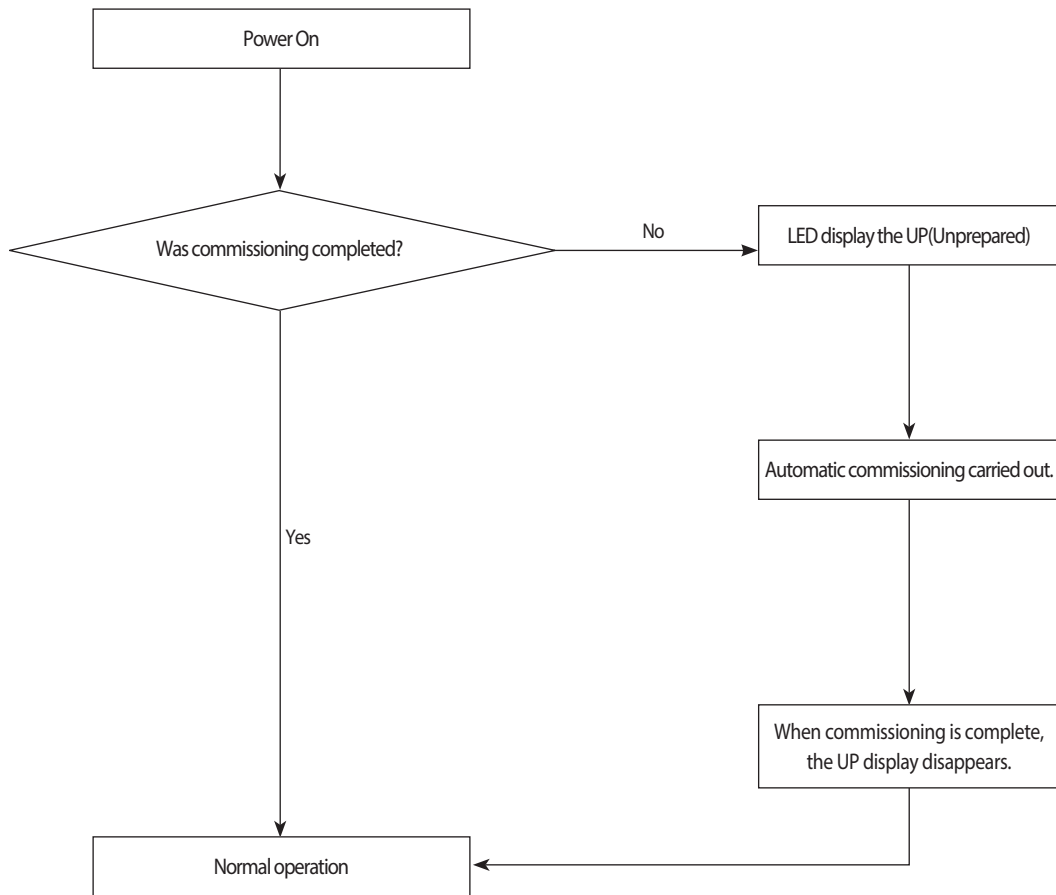 Power On
Was commissioning completed?
No
LED display the UP(Unprepared)
Automatic commissioning carried out.
Yes
When commissioning is complete,
the UP display disappears.
Normal operation